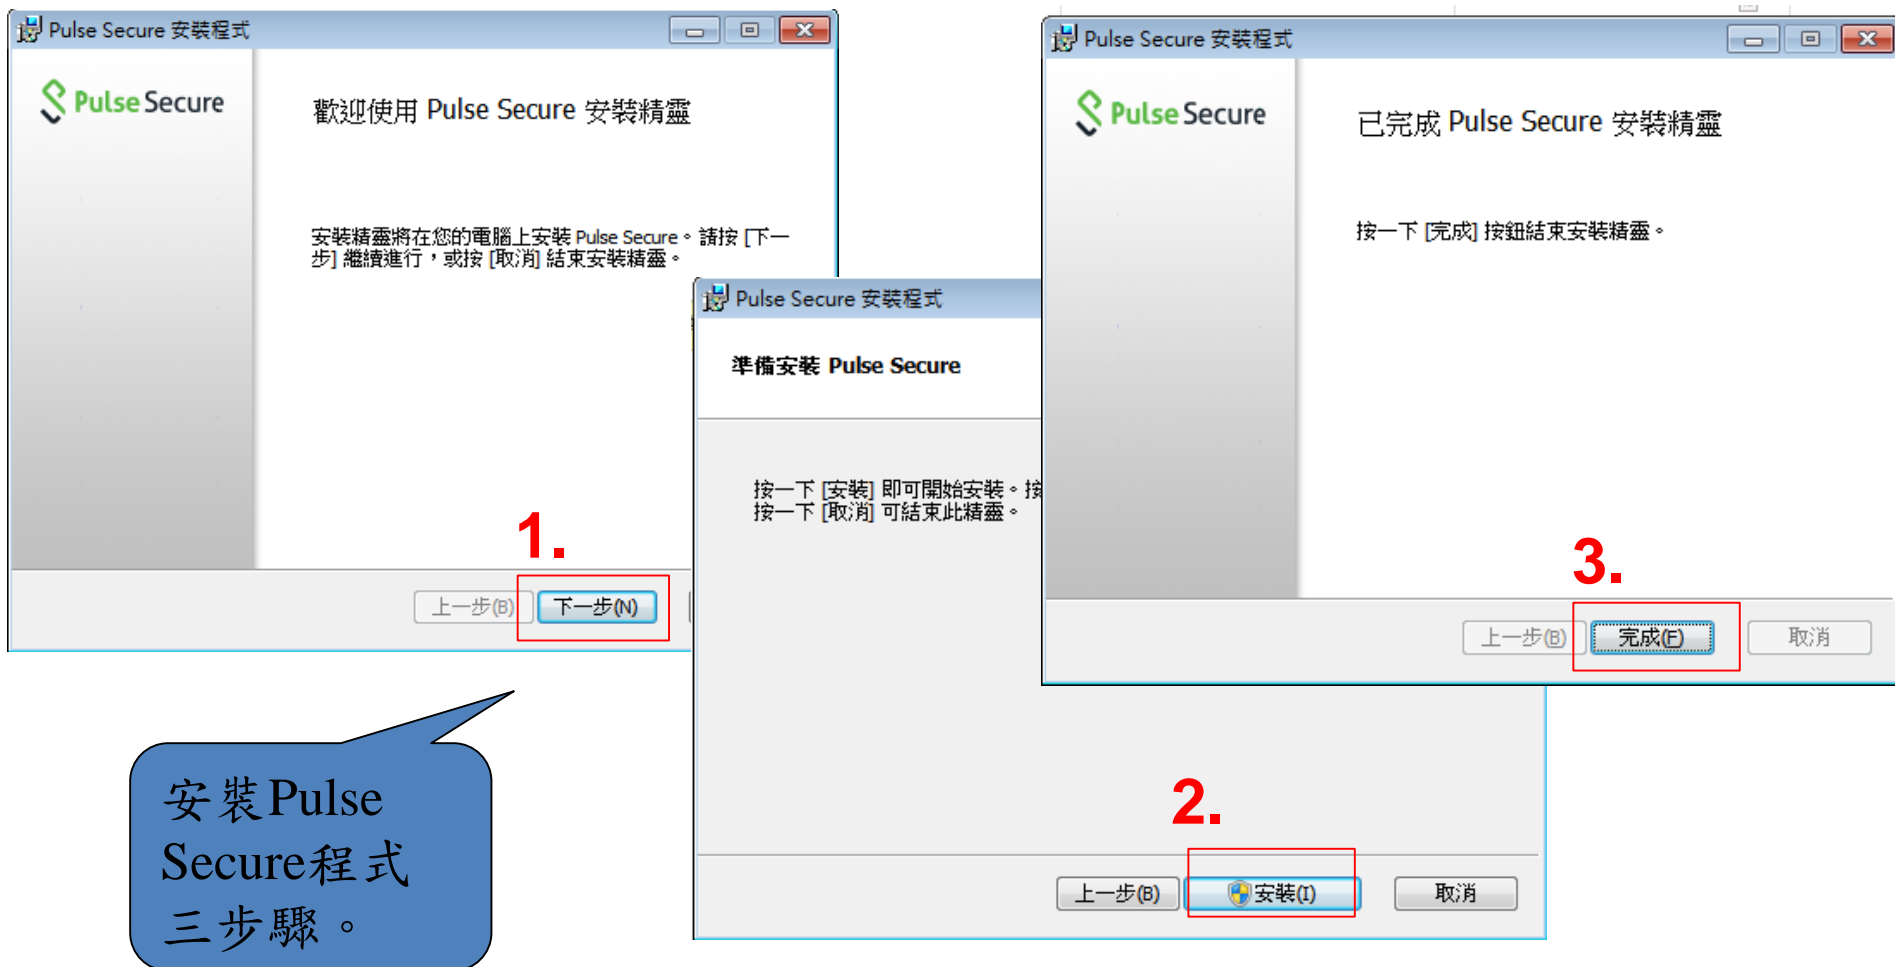 Pulse Secure 安裝程式
Pulse Secure
歡迎使用 Pulse Secure 安裝精靈
安裝精靈將在您的電腦上安裝 Pulse Secure。請按 [下一
步] 繼續進行，或按 [取消] 結束安裝精靈。
1.
上一步(B)
下一步(N)
Pulse Secure 安裝程式
準備安裝 Pulse Secure
按一下 [安裝] 即可開始安裝。按
按一下 [取消] 可結束此精靈。
2.
上一步(B)
安裝(I)
取消
Pulse Secure 安裝程式
Pulse Secure
已完成 Pulse Secure 安裝精靈
按一下 [完成] 按鈕結束安裝精靈。
3.
上一步(B)
完成(F)
取消
安裝Pulse
Secure程式
三步驟。